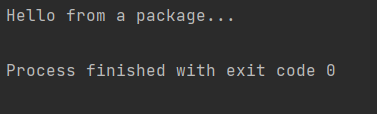 Hello from a package...
Process finished with exit code 0